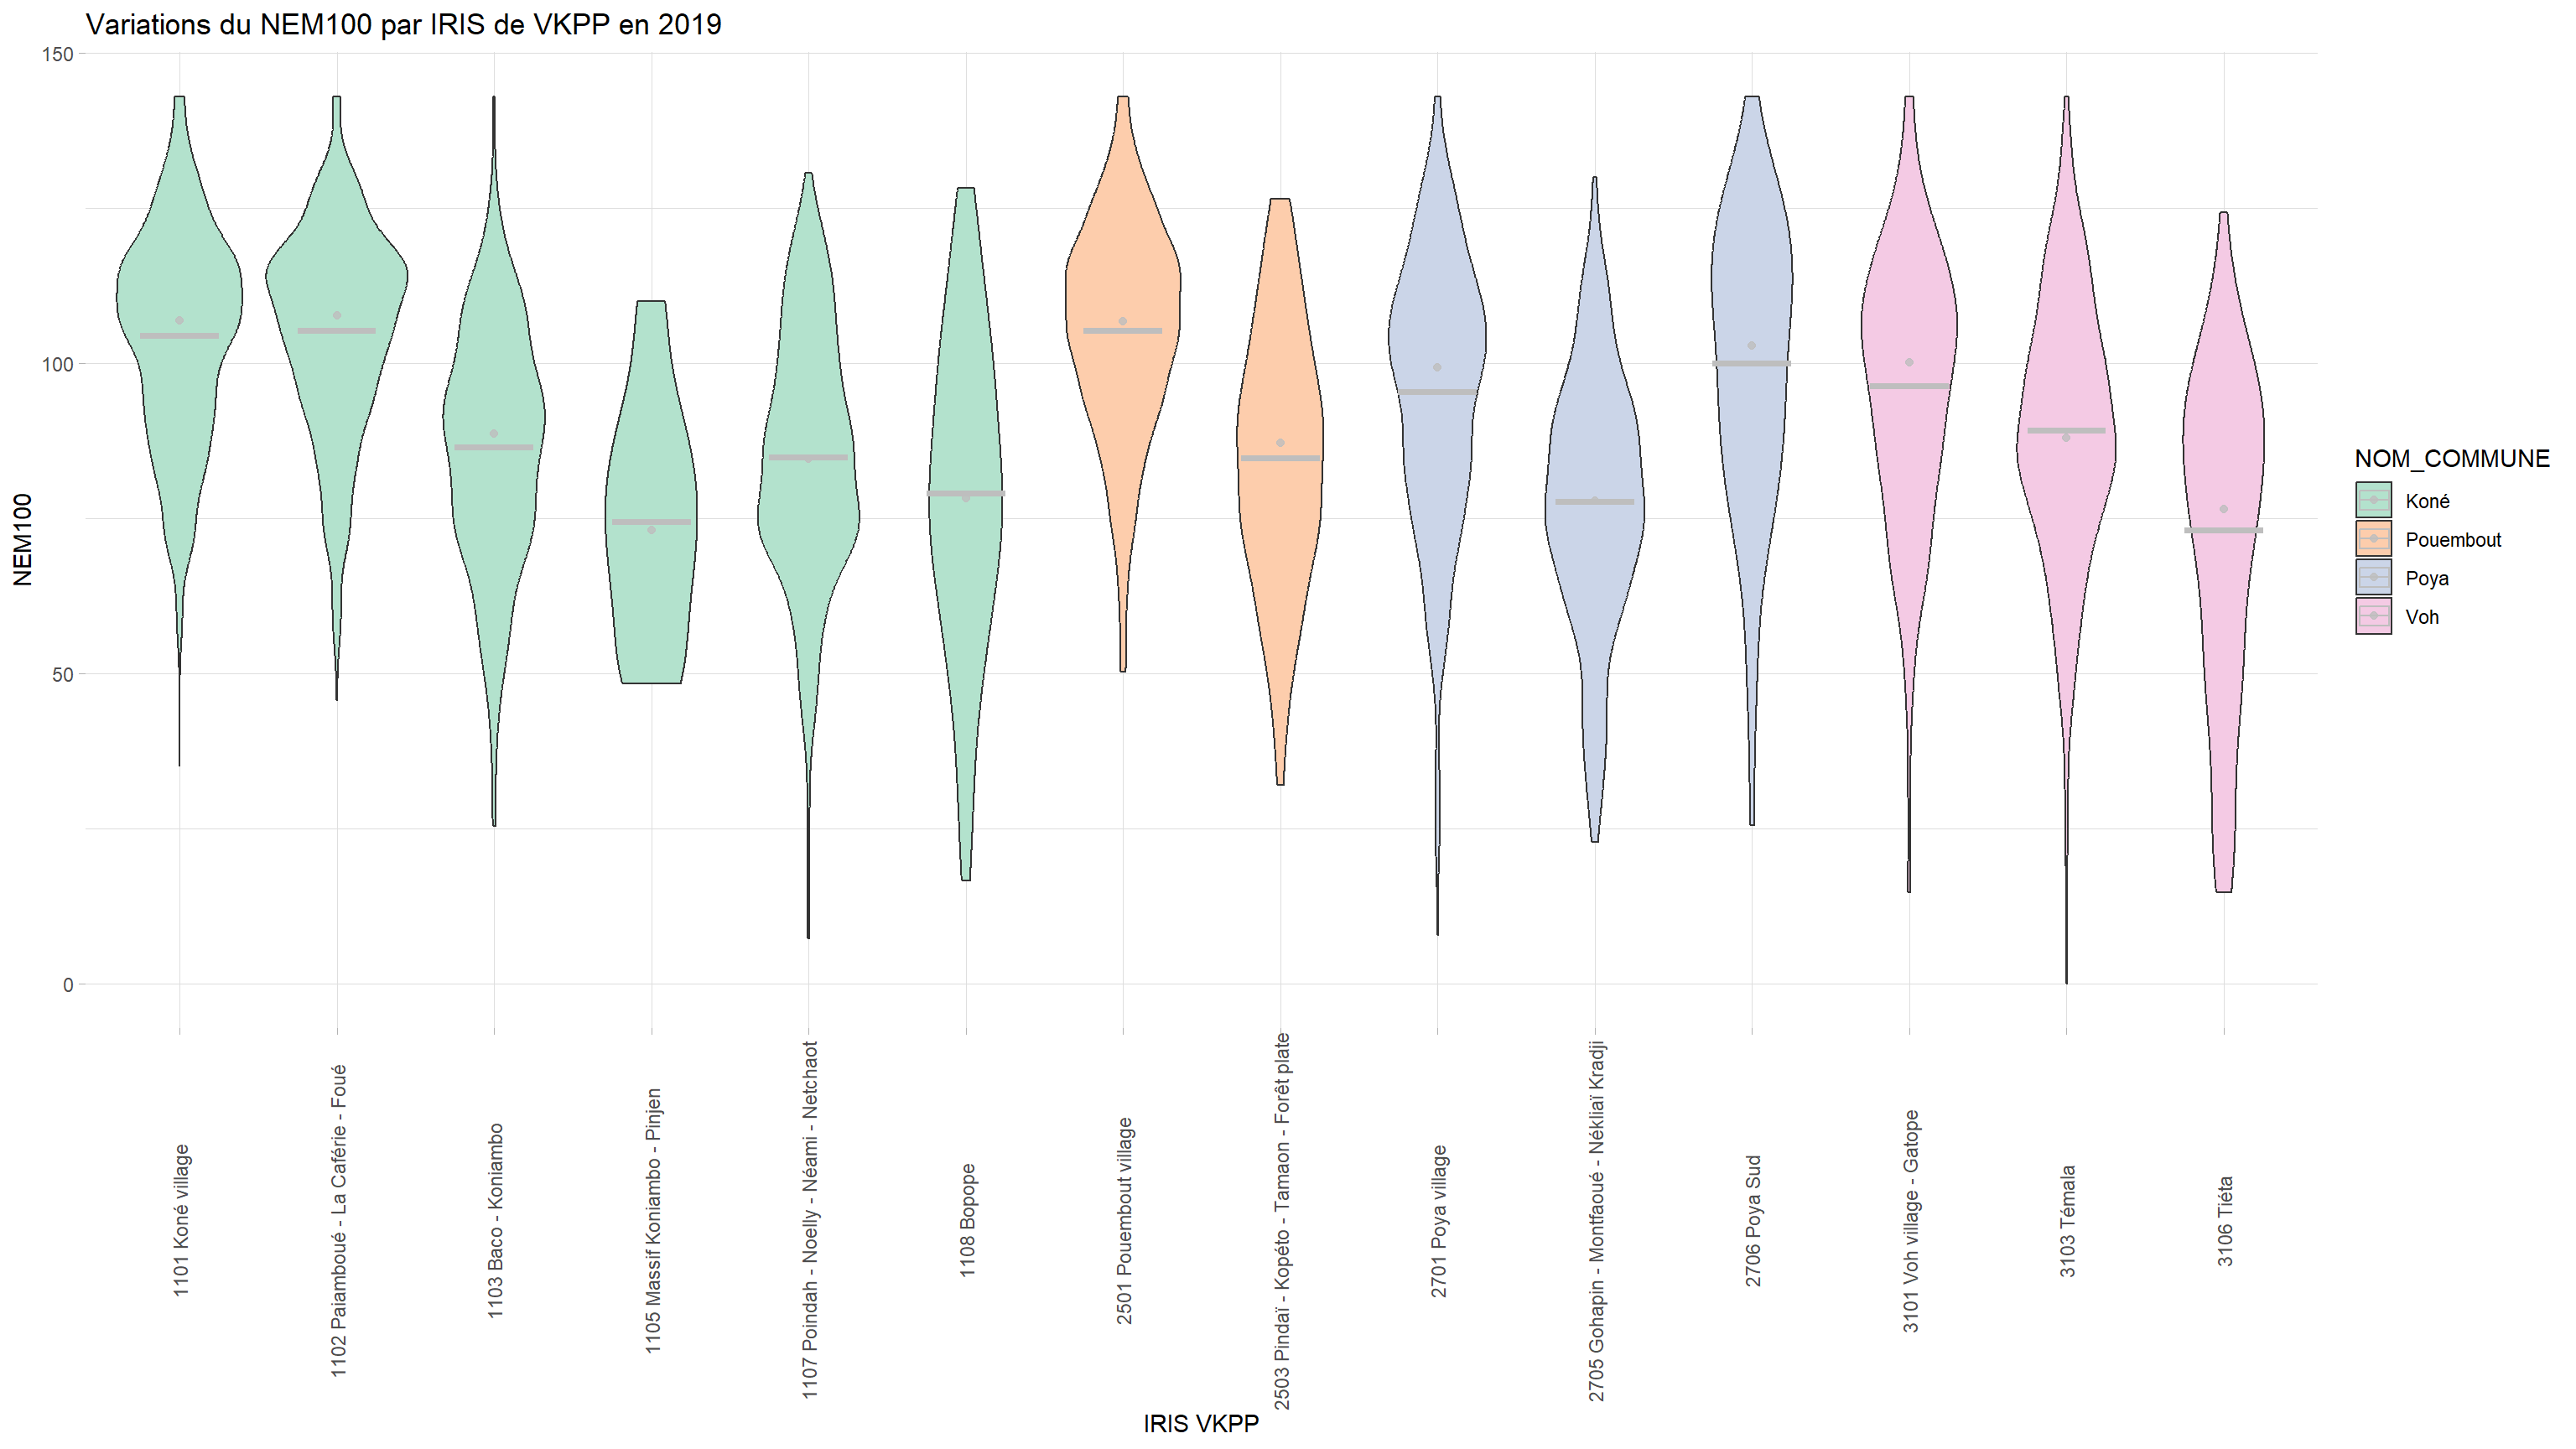 Variations du NEM100 par IRIS de VKPP en 2019
NEM100
150
100
50
0
1101 Koné village
1102 Paiamboué - La Caférie - Foué
1103 Baco - Koniambo
1105 Massif Koniambo - Pinjen
1107 Poindah - Noelly - Néami - Netchaot
1108 Bopope
2501 Pouembout village
2503 Pindaï - Kopéto - Tamaon - Forêt plate
2701 Poya village
2705 Gohapin - Montfaoué - Nékliaï Kradji
2706 Poya Sud
3101 Voh village - Gatope
3103 Témala
3106 Tiéta
IRIS VKPP
NOM_COMMUNE
Koné
Pouembout
Poya
Voh